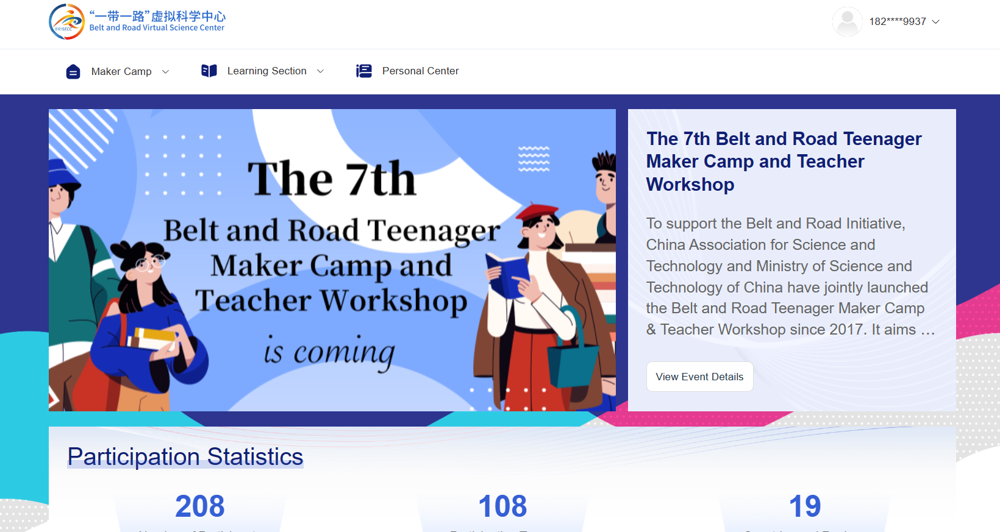 “一带一路”虚拟科学中心
Belt and Road Virtual Science Center
BRISECC
182****9937
Maker Camp
Learning Section
Personal Center
The 7th
Belt and Road Teenager
Maker Camp and
Teacher Workshop
is coming
The 7th Belt and Road Teenager
Maker Camp and Teacher
Workshop
To support the Belt and Road Initiative,
China Association for Science and
Technology and Ministry of Science and
Technology of China have jointly launched
the Belt and Road Teenager Maker Camp
& Teacher Workshop since 2017. It aims …
View Event Details
Participation Statistics
208
108
19